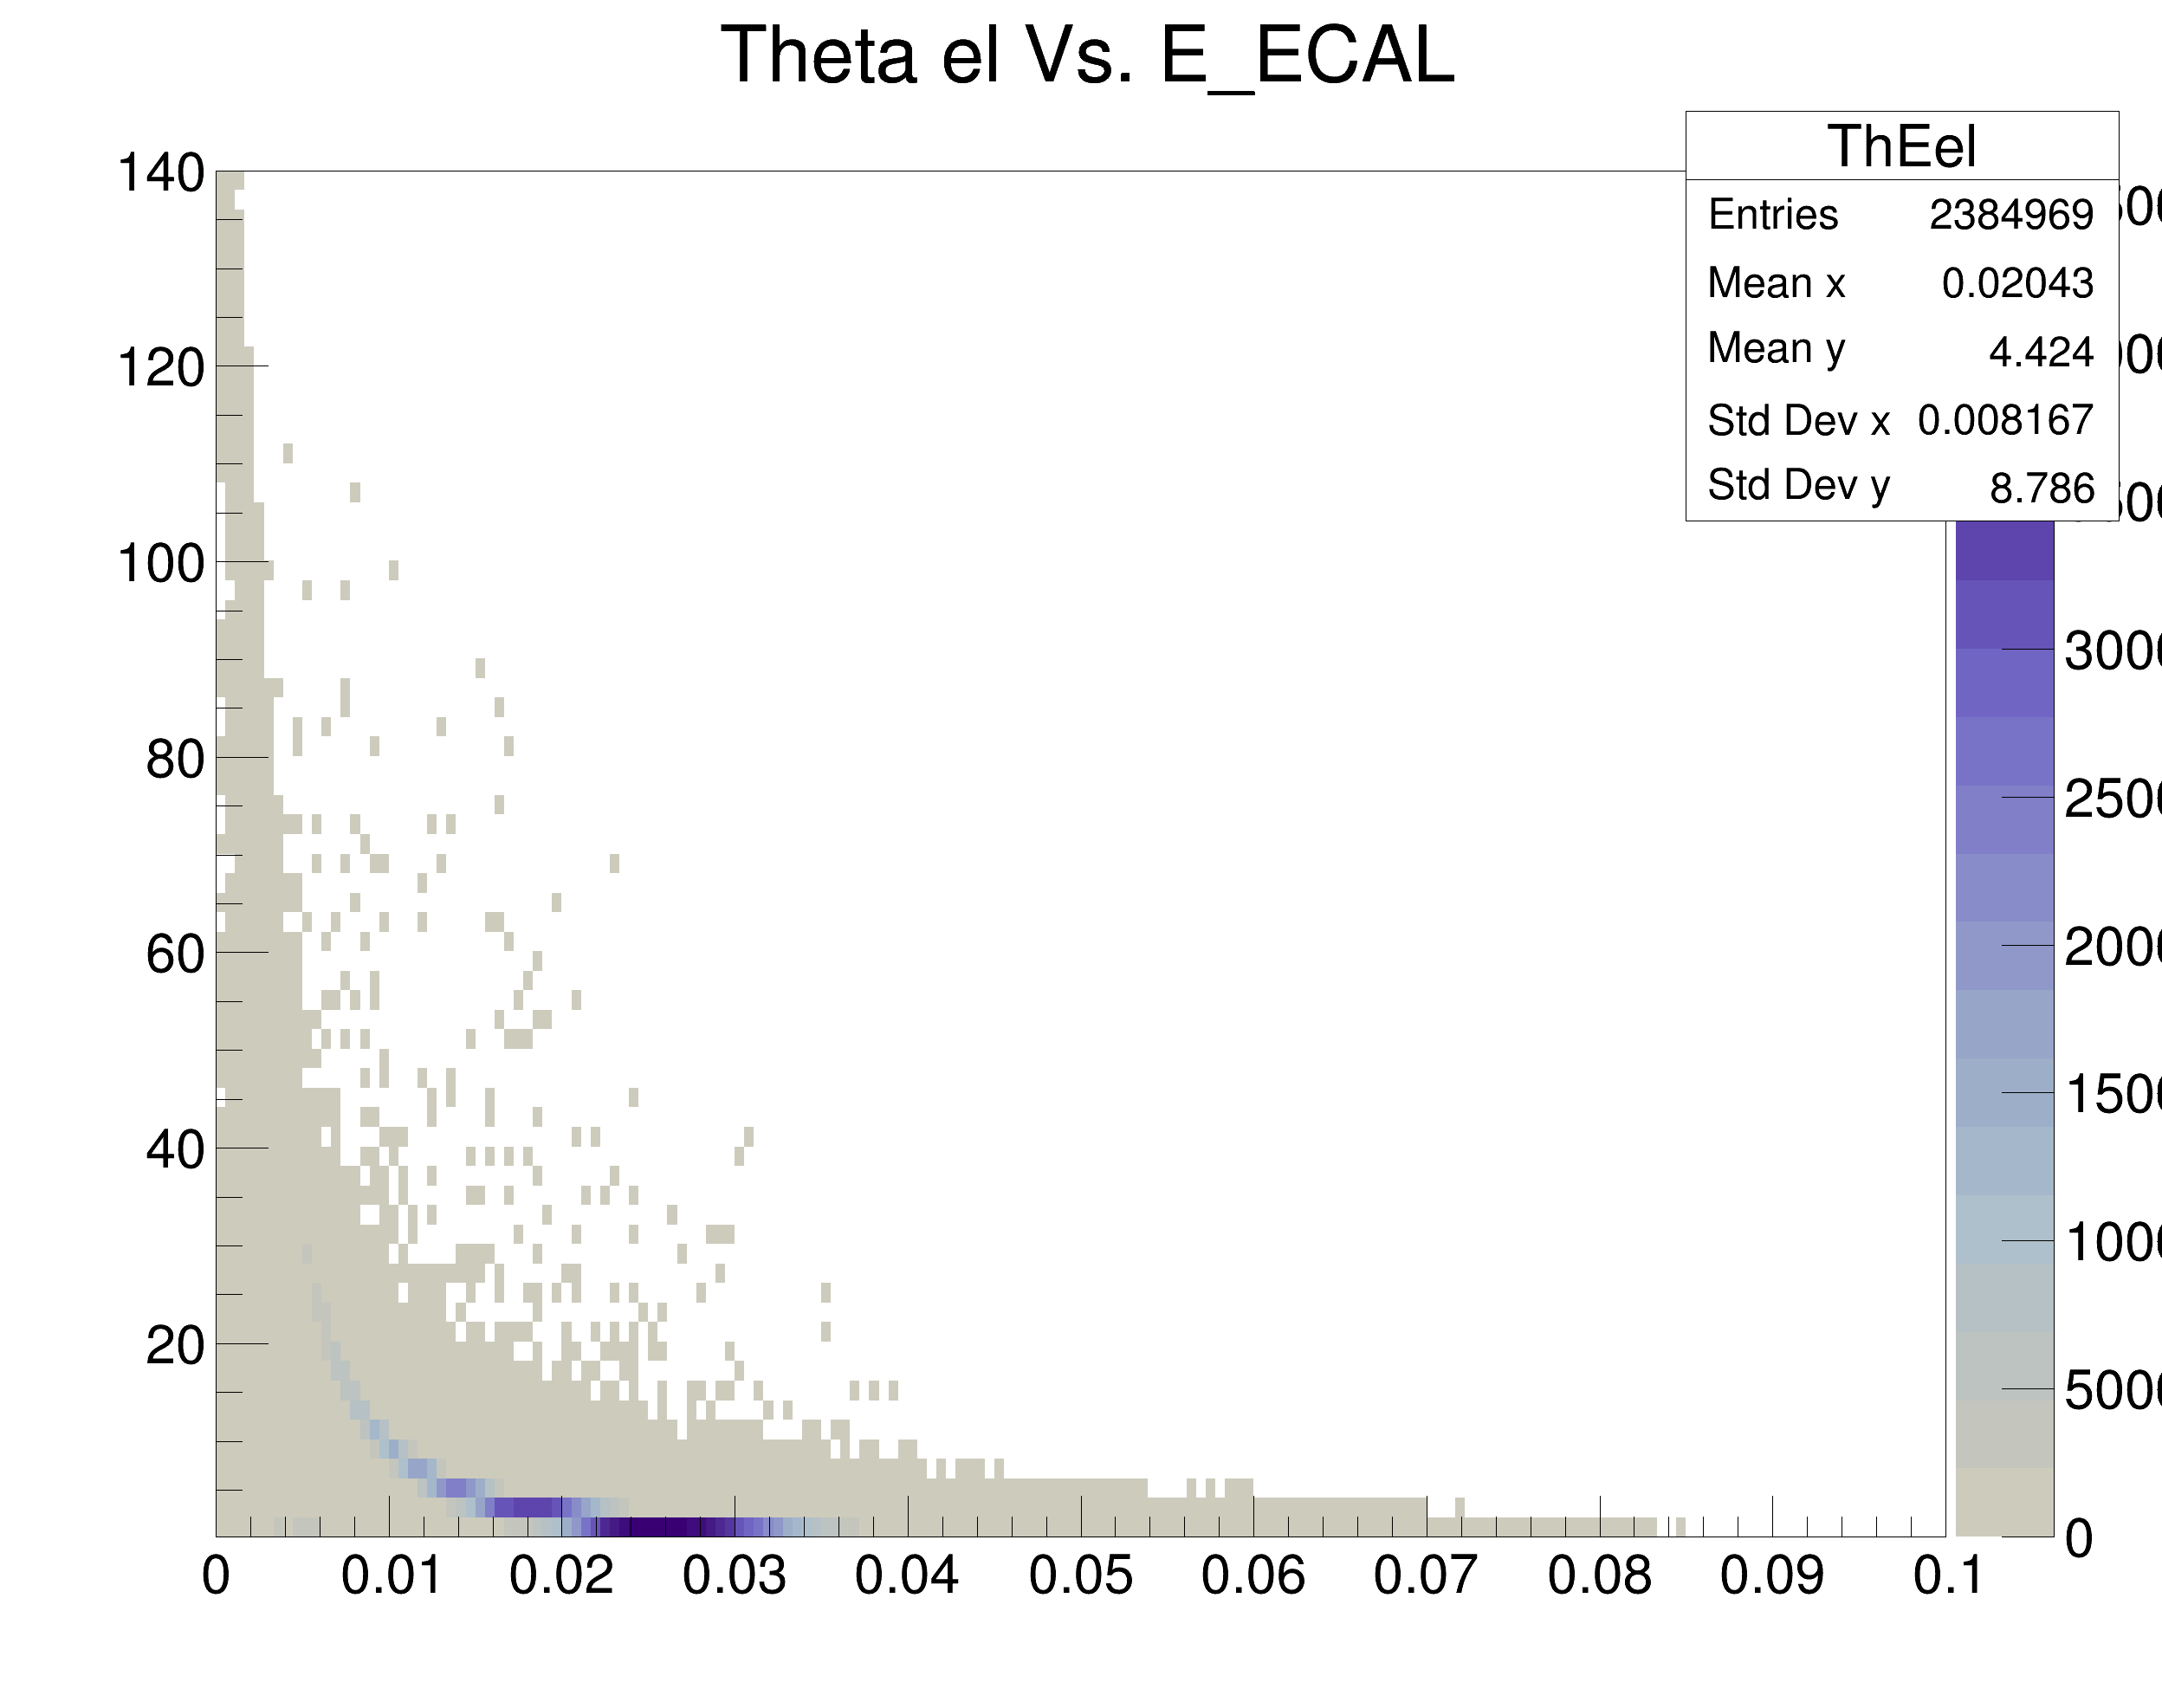 Theta el Vs. E_ECAL
ThEel
Entries 2384969
Mean x 0.02043
Mean y 4.424
Std Dev x 0.008167
Std Dev y 8.786
140
120
100
80
60
40
20
0 0.01 0.02 0.03 0.04 0.05 0.06 0.07 0.08 0.09 0.1
0